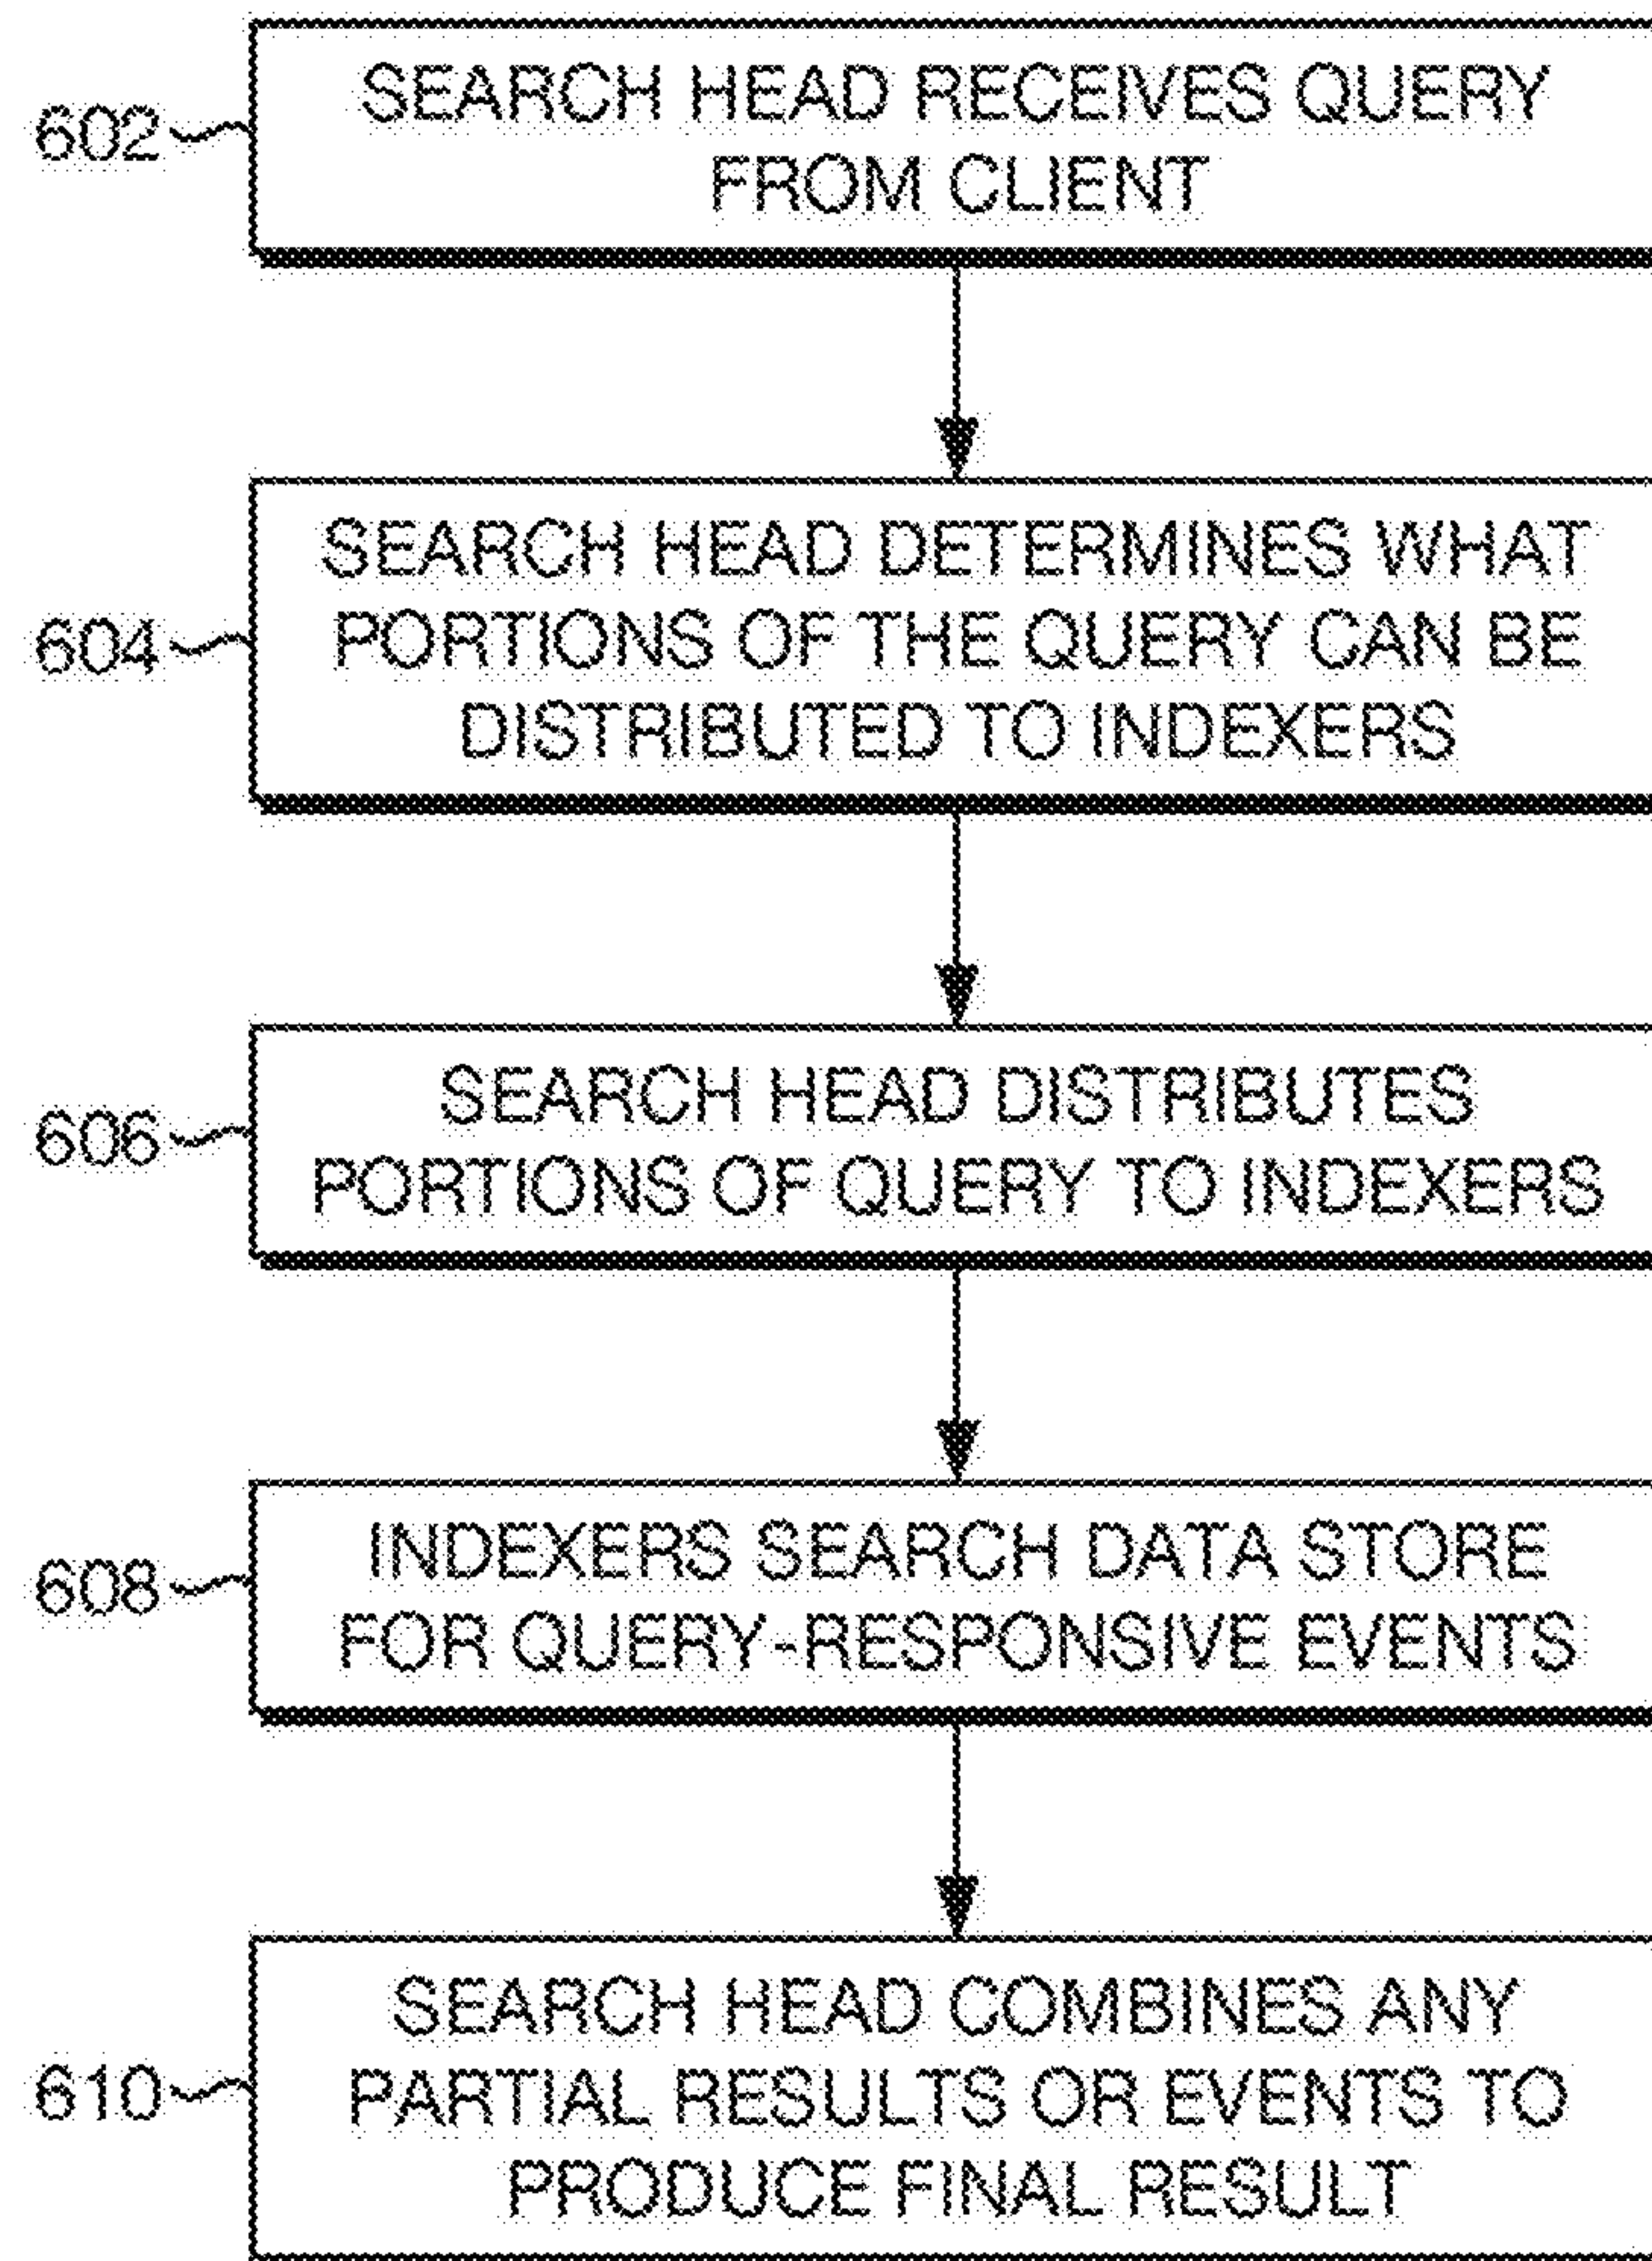 602
SEARCH HEAD RECEIVES QUERY
FROM CLIENT
604
SEARCH HEAD DETERMINES WHAT
PORTIONS OF THE QUERY CAN BE
DISTRIBUTED TO INDEXERS
606
SEARCH HEAD DISTRIBUTES
PORTIONS OF QUERY TO INDEXERS
608
INDEXERS SEARCH DATA STORE
FOR QUERY-RESPONSIVE EVENTS
610
SEARCH HEAD COMBINES ANY
PARTIAL RESULTS OR EVENTS TO
PRODUCE FINAL RESULT